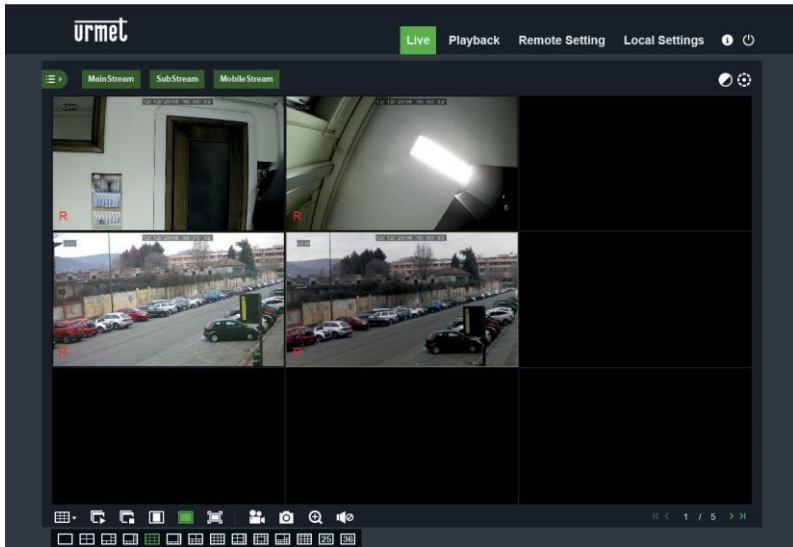 urmet
Live Playback Remote Setting Local Settings
MainStream SubStream MobileStream
R
R
R
R
1 / 5
25 36